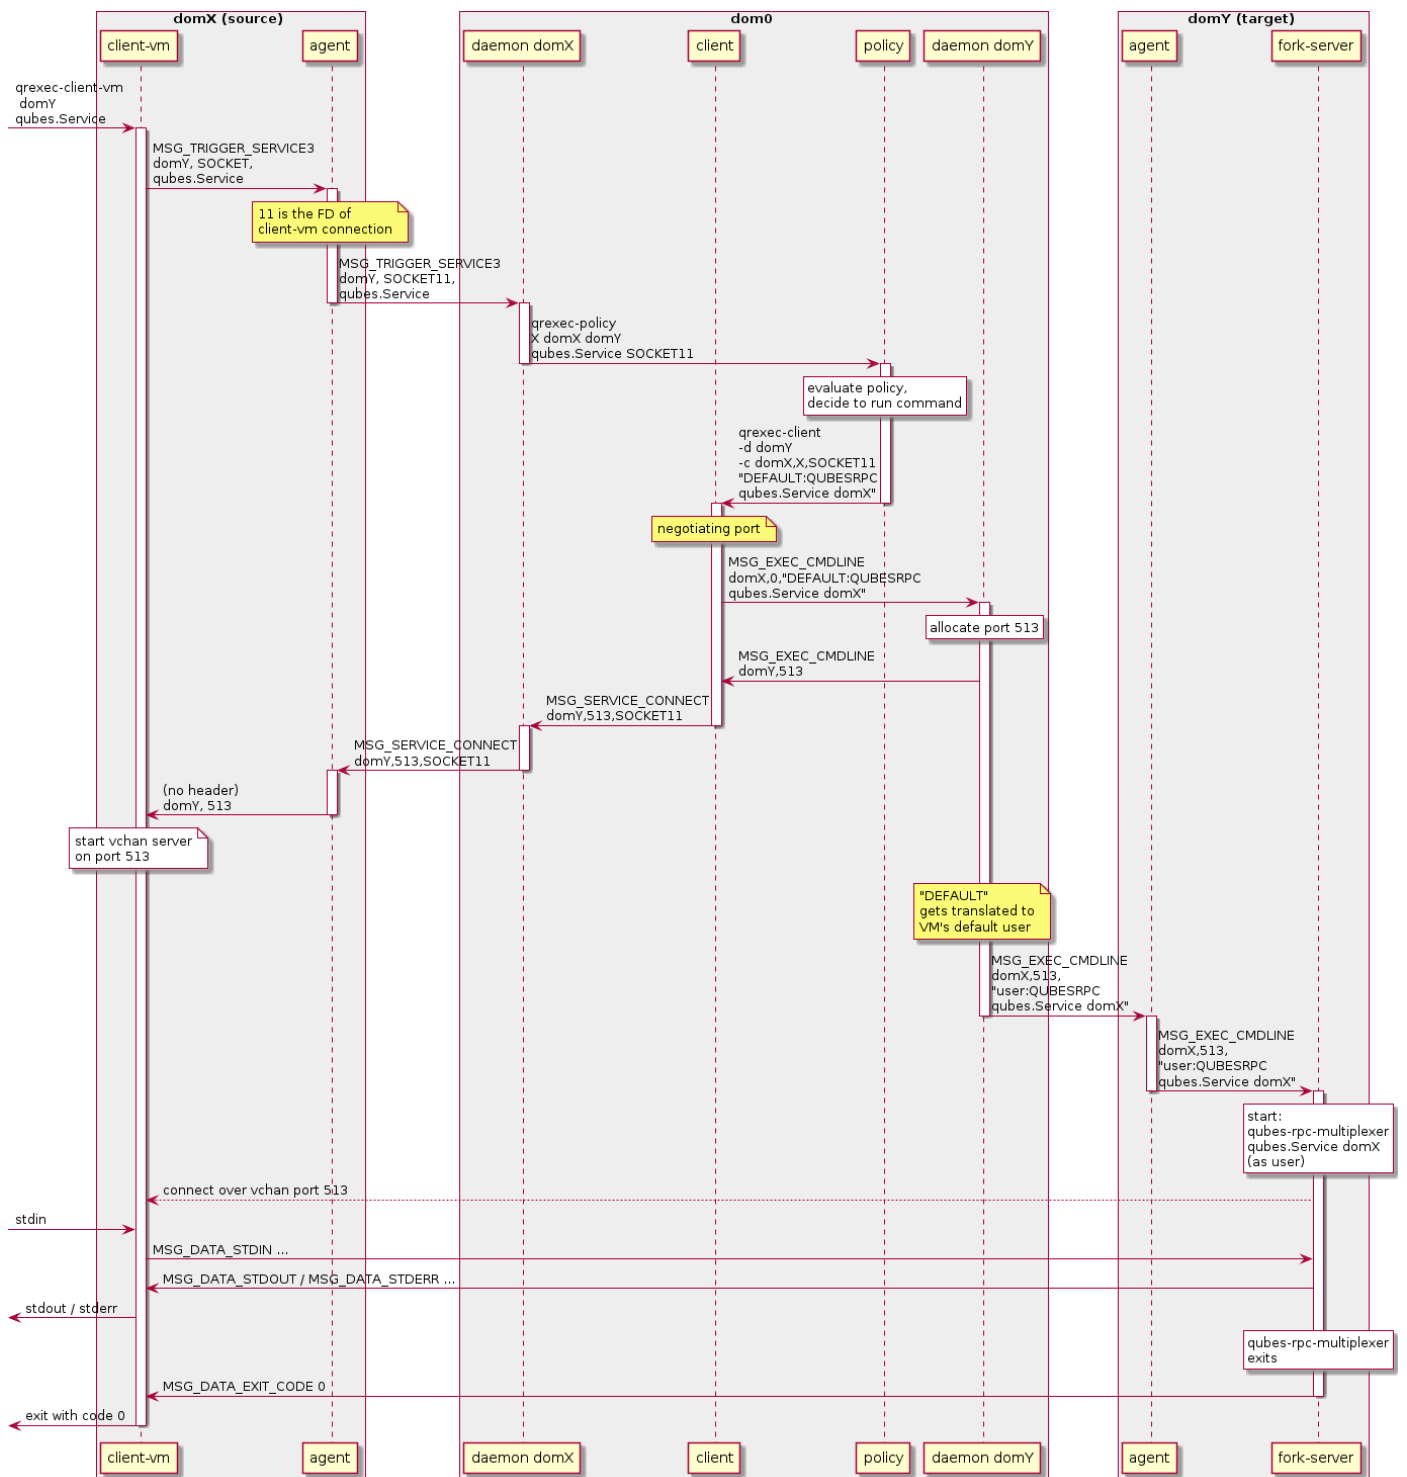 domX (source)
dom0
domY (target)
client-vm
agent
daemon domX
client
policy
daemon domY
agent
fork-server
qrexec-client-vm
domY
qubes.Service
MSG_TRIGGER_SERVICE3
domY, SOCKET,
qubes.Service
11 is the FD of
client-vm connection
MSG_TRIGGER_SERVICE3
domY, SOCKET11,
qubes.Service
qrexec-policy
X domX domY
qubes.Service SOCKET11
evaluate policy,
decide to run command
qrexec-client
-d domY
-c domX,X,SOCKET11
"DEFAULT:QUBESRPC
qubes.Service domX"
negotiating port
MSG_EXEC_CMDLINE
domX,0,"DEFAULT:QUBESRPC
qubes.Service domX"
allocate port 513
MSG_EXEC_CMDLINE
domY,513
MSG_SERVICE_CONNECT
domY,513,SOCKET11
MSG_SERVICE_CONNECT
domY,513,SOCKET11
(no header)
domY, 513
start vchan server
on port 513
"DEFAULT"
gets translated to
VM's default user
MSG_EXEC_CMDLINE
domX,513,
"user:QUBESRPC
qubes.Service domX"
MSG_EXEC_CMDLINE
domX,513,
"user:QUBESRPC
qubes.Service domX"
start:
qubes-rpc-multiplexer
qubes.Service domX
(as user)
connect over vchan port 513
stdin
MSG_DATA_STDIN ...
MSG_DATA_STDOUT / MSG_DATA_STDERR ...
stdout / stderr
qubes-rpc-multiplexer
exits
MSG_DATA_EXIT_CODE 0
exit with code 0
client-vm
agent
daemon domX
client
policy
daemon domY
agent
fork-server